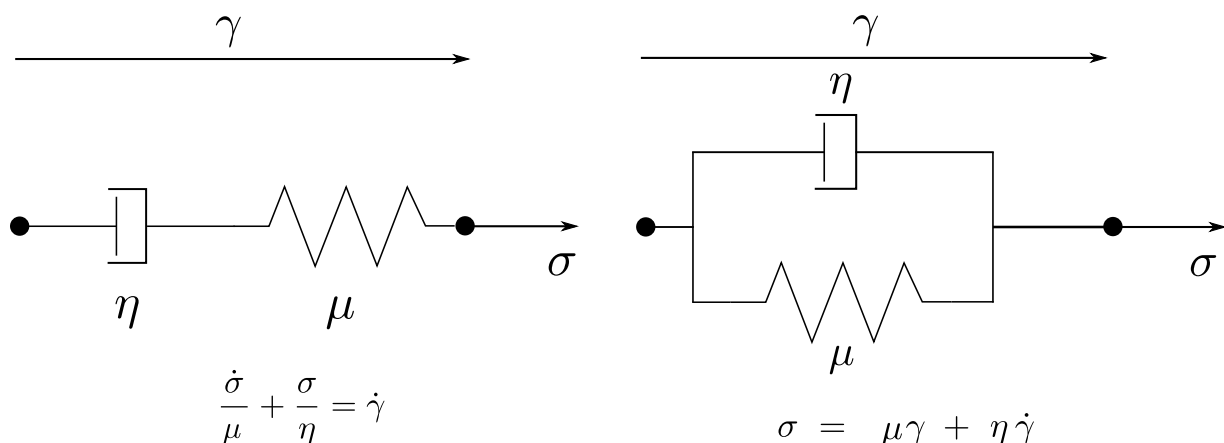 γ
η
μ
σ
σ̇/μ + σ/η = γ̇
γ
η
μ
σ
σ = μγ + ηγ̇